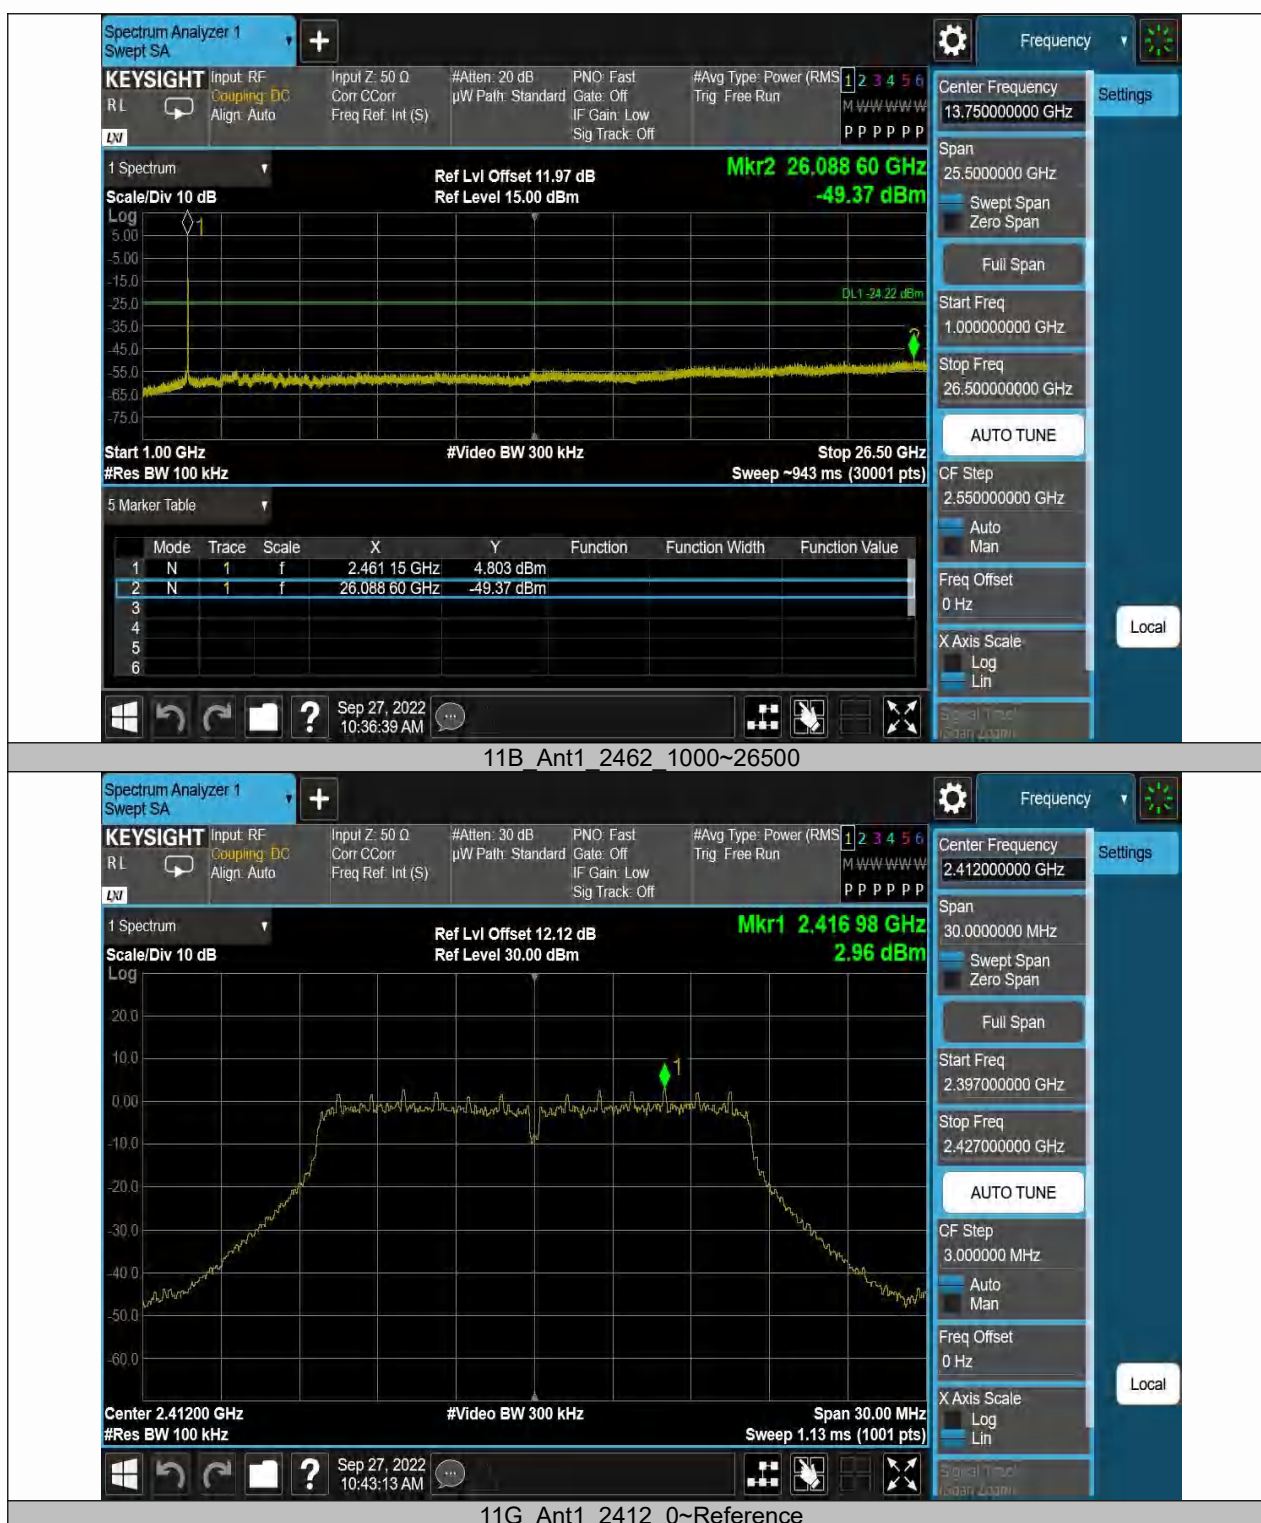 Spectrum Analyzer 1
Swept SA
Frequency
KEYSIGHT
R L
LXI
Input: RF
Coupling: DC
Align: Auto
Input Z: 50 Ω
Corr CCorr
Freq Ref: Int (S)
#Atten: 20 dB
µW Path: Standard
PNO: Fast
Gate: Off
IF Gain: Low
Sig Track: Off
#Avg Type: Power (RMS
Trig: Free Run
1 2 3 4 5 6
M W W W W W
P P P P P P
1 Spectrum
Scale/Div 10 dB
Ref Lvl Offset 11.97 dB
Ref Level 15.00 dBm
Mkr2 26.088 60 GHz
-49.37 dBm
Log
1
5.00
-5.00
-15.0
DL1 -24.22 dBm
-25.0
-35.0
2
-45.0
-55.0
-65.0
-75.0
Start 1.00 GHz
#Res BW 100 kHz
#Video BW 300 kHz
Stop 26.50 GHz
Sweep ~943 ms (30001 pts)
5 Marker Table
Mode Trace Scale X Y Function Function Width Function Value
1 N 1 f 2.461 15 GHz 4.803 dBm
2 N 1 f 26.088 60 GHz -49.37 dBm
3
4
5
6
Sep 27, 2022
10:36:39 AM
Center Frequency
13.750000000 GHz
Settings
Span
25.5000000 GHz
Swept Span
Zero Span
Full Span
Start Freq
1.000000000 GHz
Stop Freq
26.500000000 GHz
AUTO TUNE
CF Step
2.550000000 GHz
Auto
Man
Freq Offset
0 Hz
X Axis Scale
Log
Lin
Signal Track
(Span Zoom)
Local
11B_Ant1_2462_1000~26500
Spectrum Analyzer 1
Swept SA
Frequency
KEYSIGHT
R L
LXI
Input: RF
Coupling: DC
Align: Auto
Input Z: 50 Ω
Corr CCorr
Freq Ref: Int (S)
#Atten: 30 dB
µW Path: Standard
PNO: Fast
Gate: Off
IF Gain: Low
Sig Track: Off
#Avg Type: Power (RMS
Trig: Free Run
1 2 3 4 5 6
M W W W W W
P P P P P P
1 Spectrum
Scale/Div 10 dB
Ref Lvl Offset 12.12 dB
Ref Level 30.00 dBm
Mkr1 2.416 98 GHz
2.96 dBm
Log
20.0
10.0
1
0.00
-10.0
-20.0
-30.0
-40.0
-50.0
-60.0
Center 2.41200 GHz
#Res BW 100 kHz
#Video BW 300 kHz
Span 30.00 MHz
Sweep 1.13 ms (1001 pts)
Sep 27, 2022
10:43:13 AM
Center Frequency
2.412000000 GHz
Settings
Span
30.0000000 MHz
Swept Span
Zero Span
Full Span
Start Freq
2.397000000 GHz
Stop Freq
2.427000000 GHz
AUTO TUNE
CF Step
3.000000 MHz
Auto
Man
Freq Offset
0 Hz
X Axis Scale
Log
Lin
Signal Track
(Span Zoom)
Local
11G_Ant1_2412_0~Reference